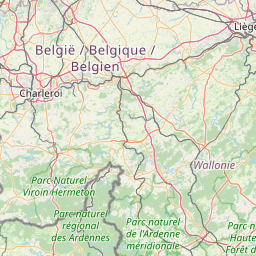 Liège
België / Belgique /
Belgien
Charleroi
Wallonie
Parc Naturel
Viroin Hermeton
Parc naturel
régional
des Ardennes
Parc naturel
de l'Ardenne
méridionale
Parc na
Haute
Forêt d